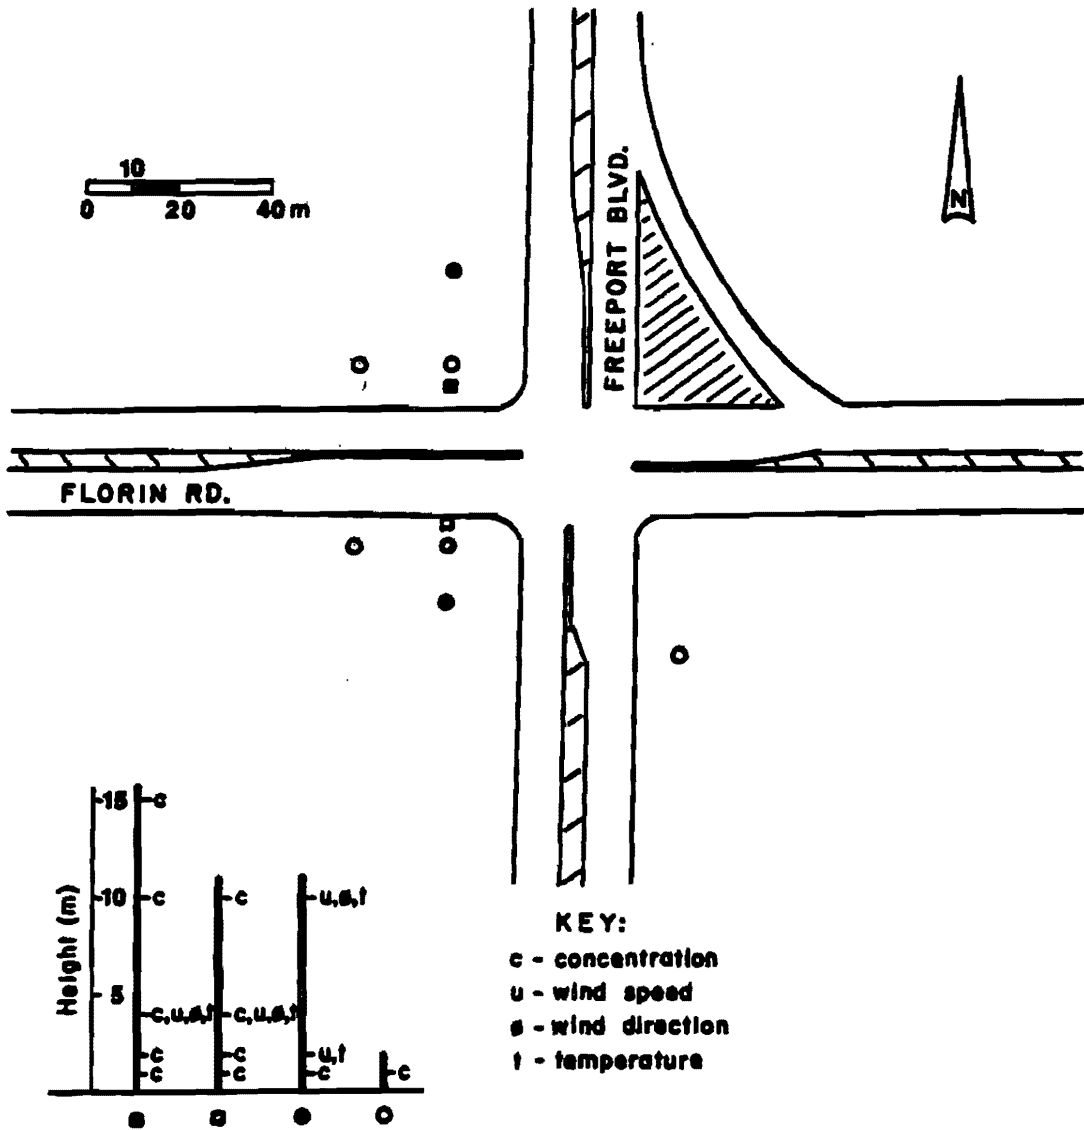 10
0 20 40 m
N
FREEPORT BLVD.
FLORIN RD.
Height (m)
15 c
10 c c u,ø,t
5
c,u,ø,t c,u,ø,t
c c u,t
c c c c
KEY:
c - concentration
u - wind speed
ø - wind direction
t - temperature